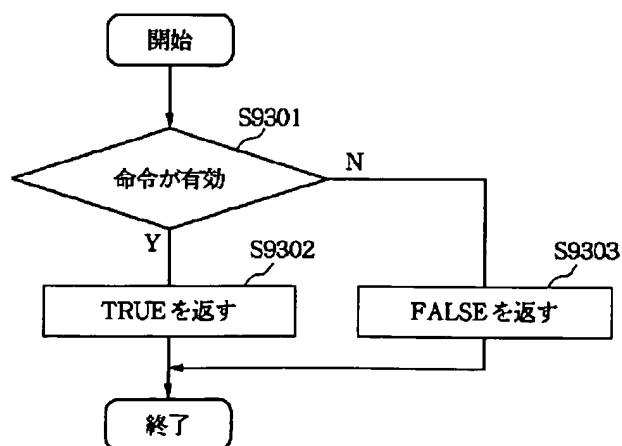 開始
S9301
命令が有効
N
Y
S9302
TRUEを返す
S9303
FALSEを返す
終了